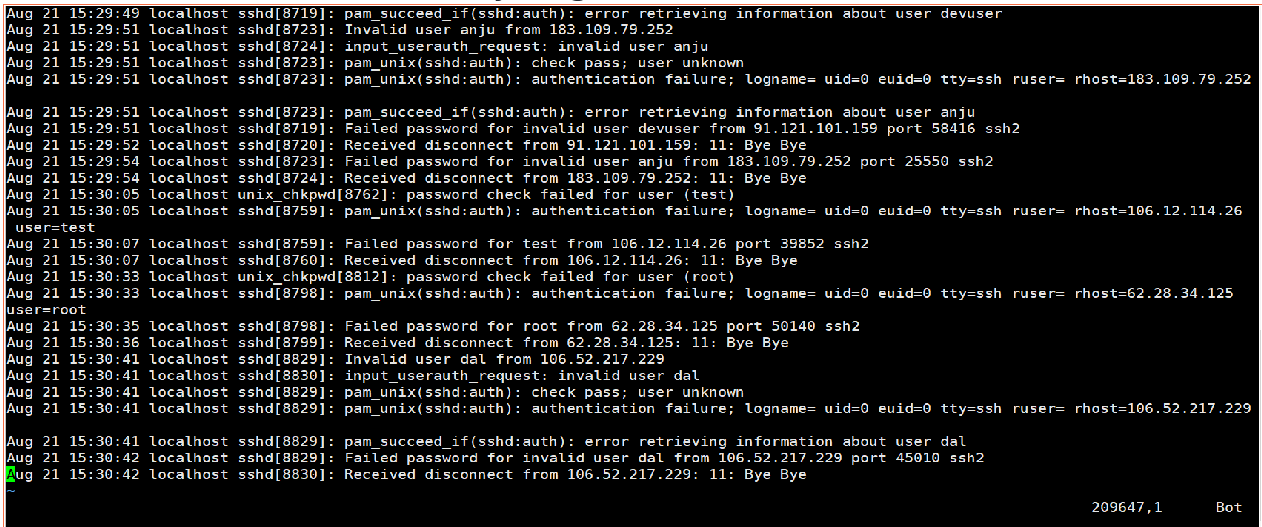 Aug 21 15:29:49 localhost sshd[8719]: pam_succeed_if(sshd:auth): error retrieving information about user devuser
Aug 21 15:29:51 localhost sshd[8723]: Invalid user anju from 183.109.79.252
Aug 21 15:29:51 localhost sshd[8724]: input_userauth_request: invalid user anju
Aug 21 15:29:51 localhost sshd[8723]: pam_unix(sshd:auth): check pass; user unknown
Aug 21 15:29:51 localhost sshd[8723]: pam_unix(sshd:auth): authentication failure; logname= uid=0 euid=0 tty=ssh ruser= rhost=183.109.79.252
Aug 21 15:29:51 localhost sshd[8723]: pam_succeed_if(sshd:auth): error retrieving information about user anju
Aug 21 15:29:51 localhost sshd[8719]: Failed password for invalid user devuser from 91.121.101.159 port 58416 ssh2
Aug 21 15:29:52 localhost sshd[8720]: Received disconnect from 91.121.101.159: 11: Bye Bye
Aug 21 15:29:54 localhost sshd[8723]: Failed password for invalid user anju from 183.109.79.252 port 25550 ssh2
Aug 21 15:29:54 localhost sshd[8724]: Received disconnect from 183.109.79.252: 11: Bye Bye
Aug 21 15:30:05 localhost unix_chkpwd[8762]: password check failed for user (test)
Aug 21 15:30:05 localhost sshd[8759]: pam_unix(sshd:auth): authentication failure; logname= uid=0 euid=0 tty=ssh ruser= rhost=106.12.114.26
user=test
Aug 21 15:30:07 localhost sshd[8759]: Failed password for test from 106.12.114.26 port 39852 ssh2
Aug 21 15:30:07 localhost sshd[8760]: Received disconnect from 106.12.114.26: 11: Bye Bye
Aug 21 15:30:33 localhost unix_chkpwd[8812]: password check failed for user (root)
Aug 21 15:30:33 localhost sshd[8798]: pam_unix(sshd:auth): authentication failure; logname= uid=0 euid=0 tty=ssh ruser= rhost=62.28.34.125
user=root
Aug 21 15:30:35 localhost sshd[8798]: Failed password for root from 62.28.34.125 port 50140 ssh2
Aug 21 15:30:36 localhost sshd[8799]: Received disconnect from 62.28.34.125: 11: Bye Bye
Aug 21 15:30:41 localhost sshd[8829]: Invalid user dal from 106.52.217.229
Aug 21 15:30:41 localhost sshd[8830]: input_userauth_request: invalid user dal
Aug 21 15:30:41 localhost sshd[8829]: pam_unix(sshd:auth): check pass; user unknown
Aug 21 15:30:41 localhost sshd[8829]: pam_unix(sshd:auth): authentication failure; logname= uid=0 euid=0 tty=ssh ruser= rhost=106.52.217.229
Aug 21 15:30:41 localhost sshd[8829]: pam_succeed_if(sshd:auth): error retrieving information about user dal
Aug 21 15:30:42 localhost sshd[8829]: Failed password for invalid user dal from 106.52.217.229 port 45010 ssh2
Aug 21 15:30:42 localhost sshd[8830]: Received disconnect from 106.52.217.229: 11: Bye Bye
~
209647,1 Bot